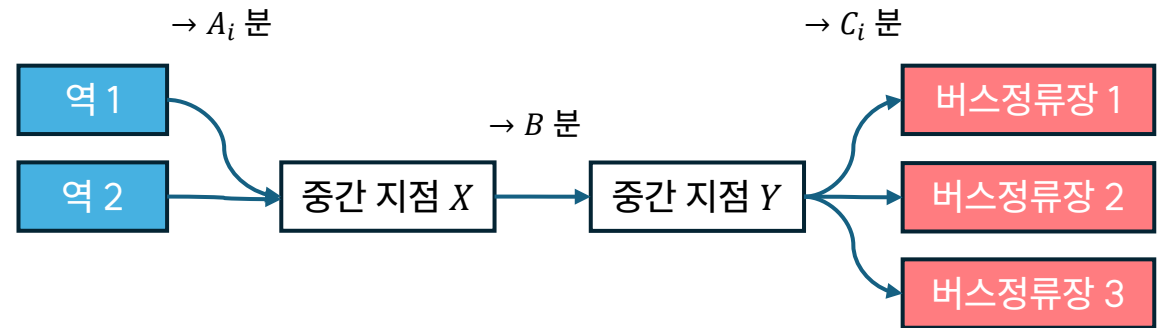 → A_i 분
→ C_i 분
역 1
버스정류장 1
→ B 분
역 2
중간 지점 X
중간 지점 Y
버스정류장 2
버스정류장 3